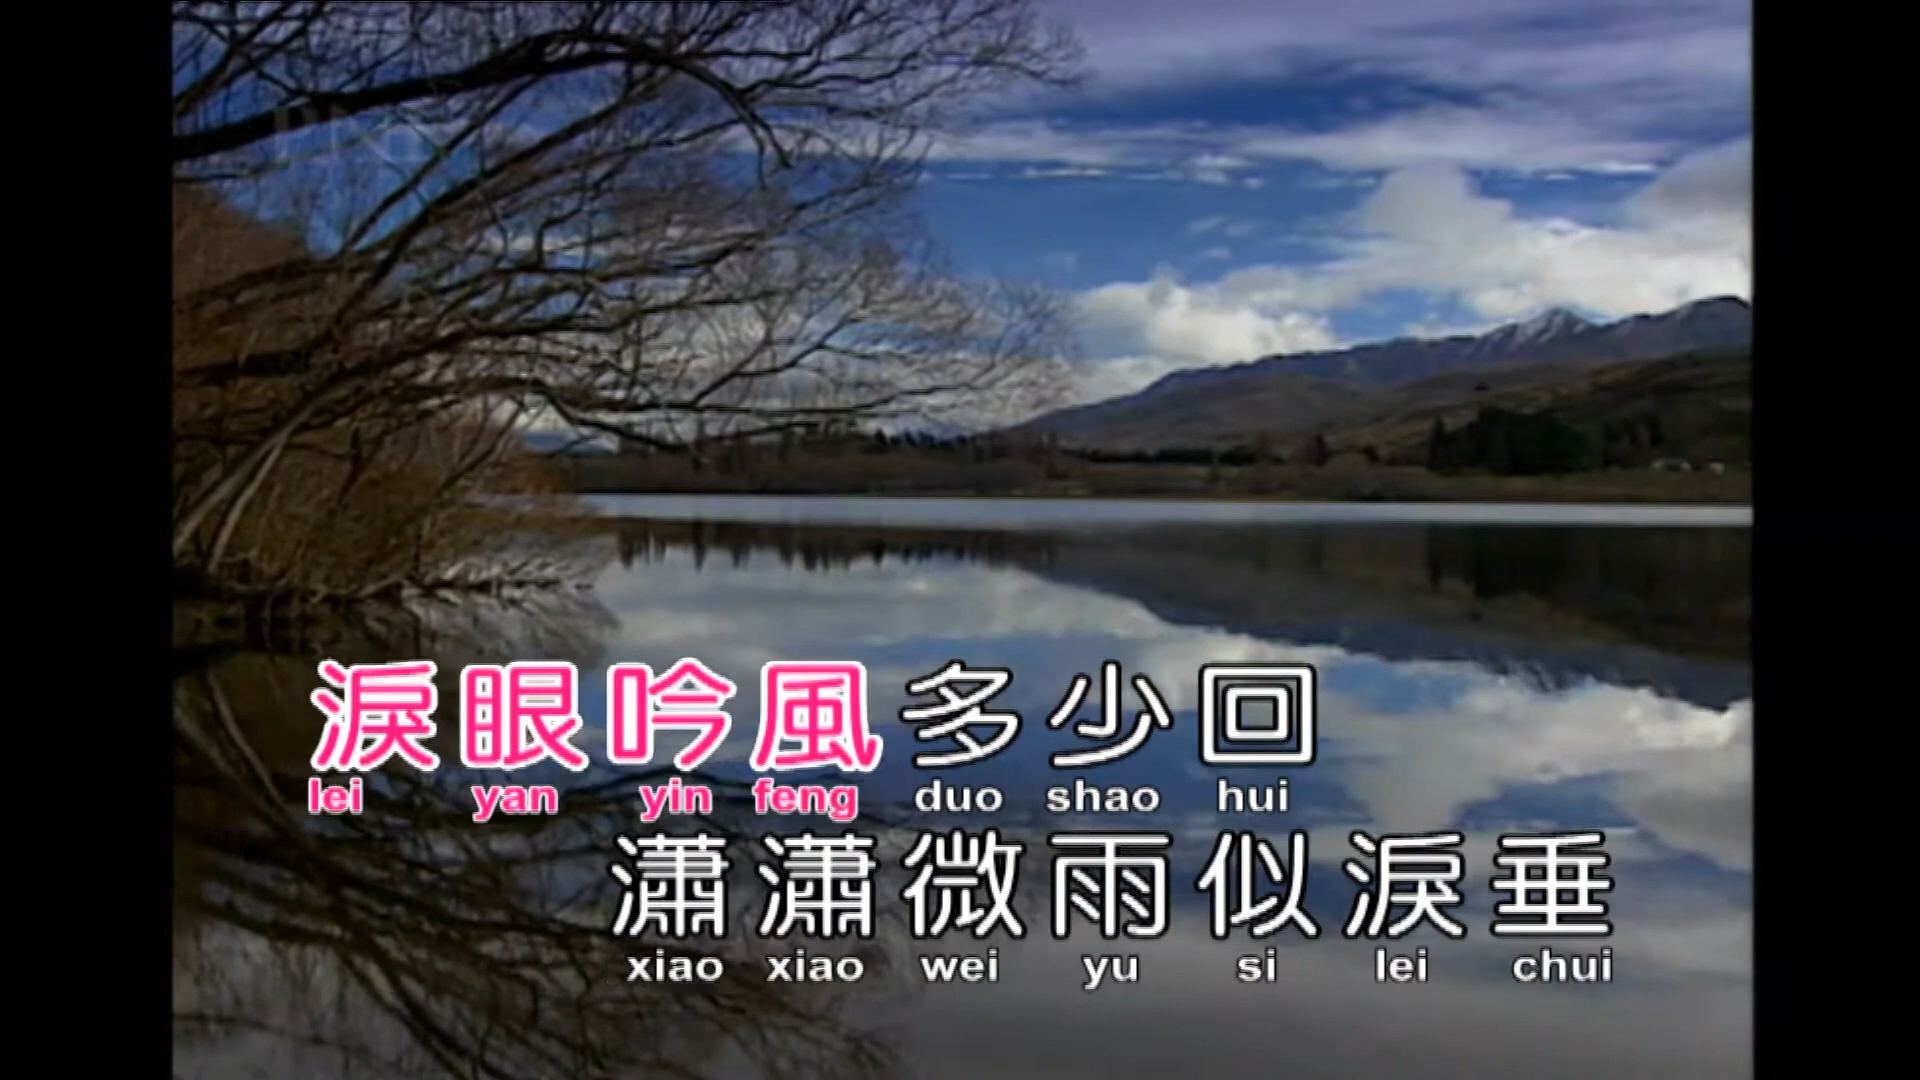 淚眼吟風多少回
lei yan yin feng duo shao hui
瀟瀟微雨似淚垂
xiao xiao wei yu si lei chui